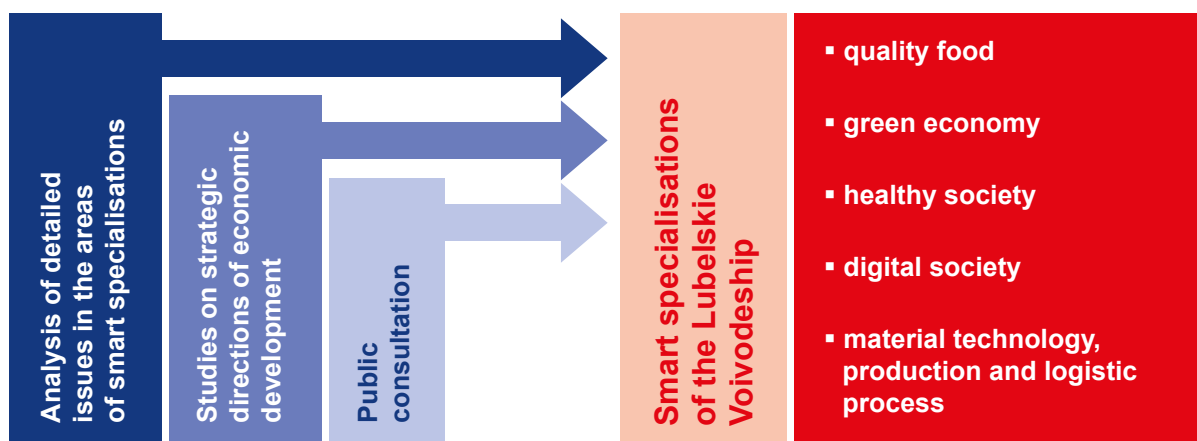 Analysis of detailed
issues in the areas
of smart specialisations
Studies on strategic
directions of economic
development
Public
consultation
Smart specialisations
of the Lubelskie
Voivodeship
▪ quality food
▪ green economy
▪ healthy society
▪ digital society
▪ material technology,
production and logistic
process